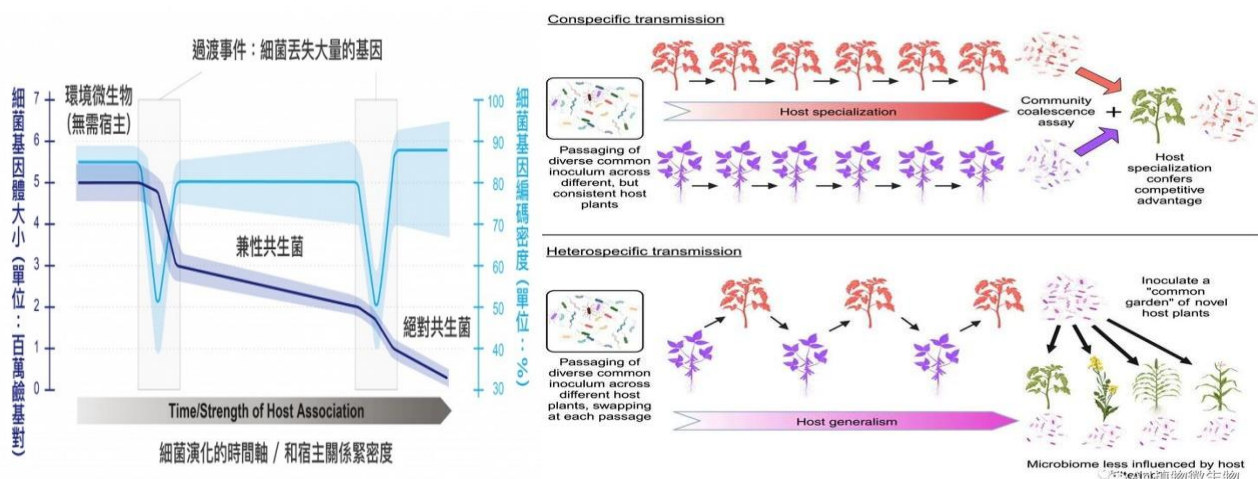 過渡事件：細菌丟失大量的基因
細菌基因體大小（單位：百萬鹼基對）
7
6
5
4
3
2
1
0
環境微生物
(無需宿主)
兼性共生菌
絕對共生菌
100
90
80
70
60
50
40
30
細菌基因編碼密度（單位：%）
Time/Strength of Host Association
細菌演化的時間軸 / 和宿主關係緊密度
Conspecific transmission
Passaging of
diverse common
inoculum across
different, but
consistent host
plants
Host specialization
Community
coalescence
assay
+
Host
specialization
confers
competitive
advantage
Heterospecific transmission
Passaging of
diverse common
inoculum across
different host
plants, swapping
at each passage
Host generalism
Inoculate a
"common
garden" of novel
host plants
Microbiome less influenced by host
植物微生物